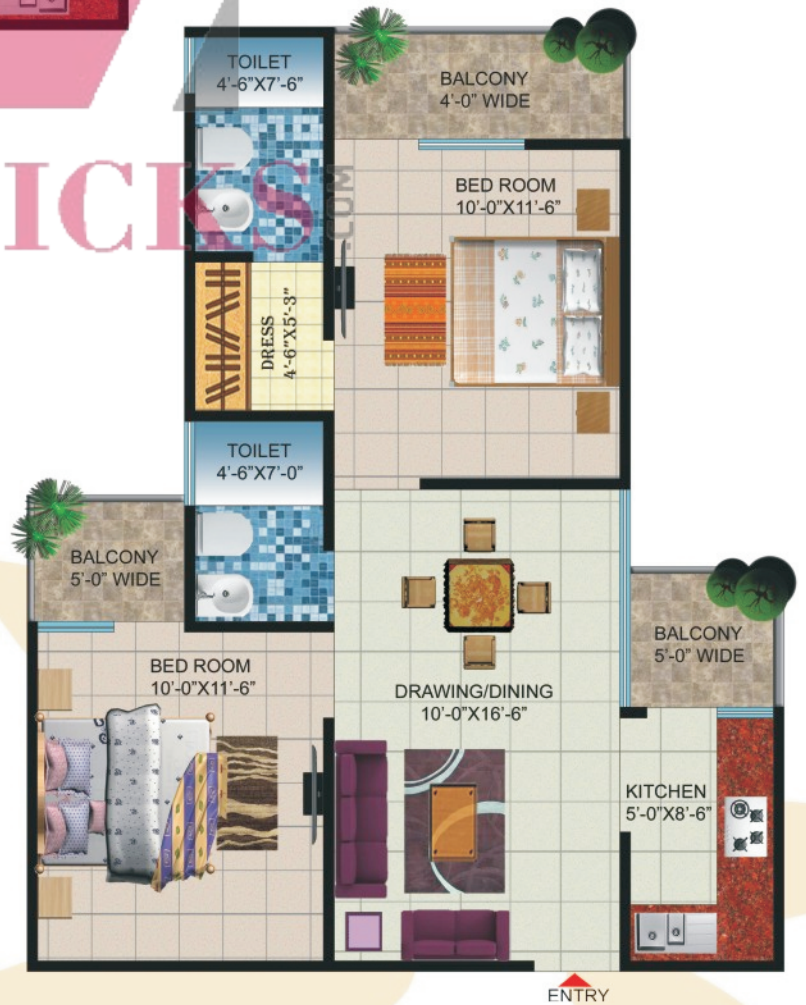 TOILET
4'-6"X7'-6"
BALCONY
4'-0" WIDE
ICKS
.COM
BED ROOM
10'-0"X11'-6"
DRESS
4'-6"X5'-3"
TOILET
4'-6"X7'-0"
BALCONY
5'-0" WIDE
BALCONY
5'-0" WIDE
BED ROOM
10'-0"X11'-6"
DRAWING/DINING
10'-0"X16'-6"
KITCHEN
5'-0"X8'-6"
ENTRY